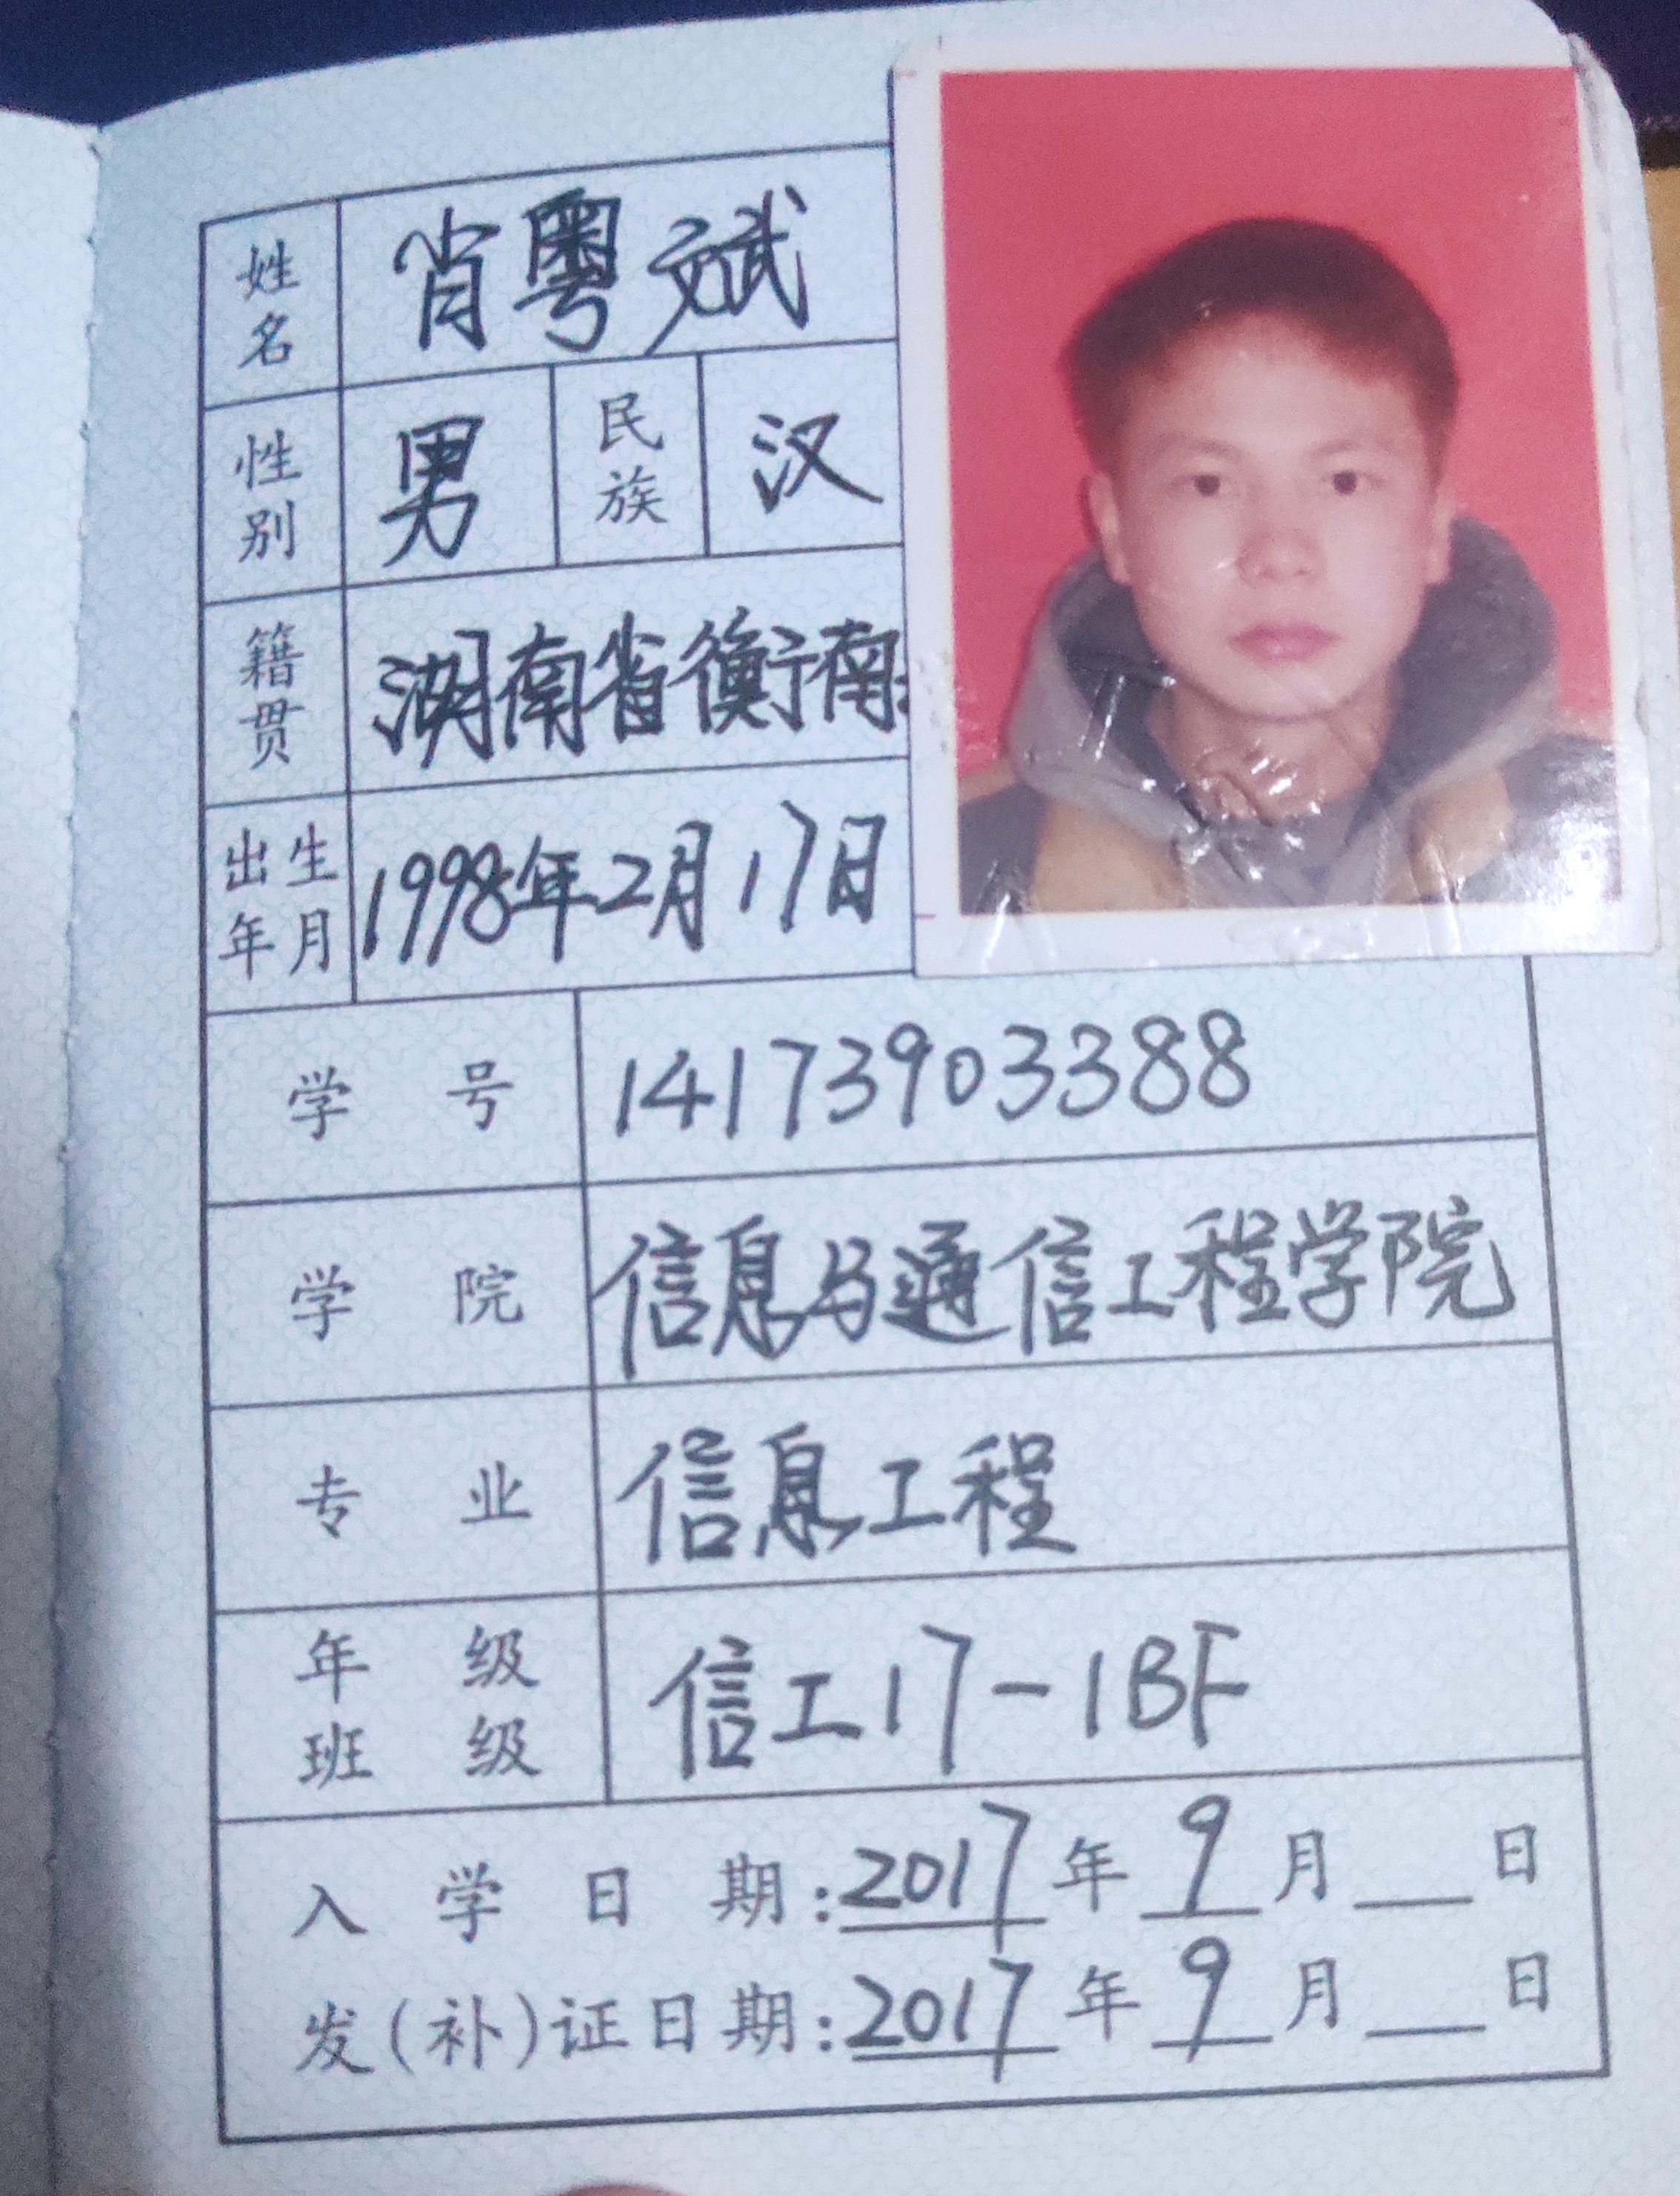 姓名 肖粤斌
性别 男 民族 汉
籍贯 湖南省衡南
出生年月 1998年2月17日
学号 14173903388
学院 信息与通信工程学院
专业 信息工程
年级班级 信工17-1BF
入学日期:2017年9月__日
发(补)证日期:2017年9月__日